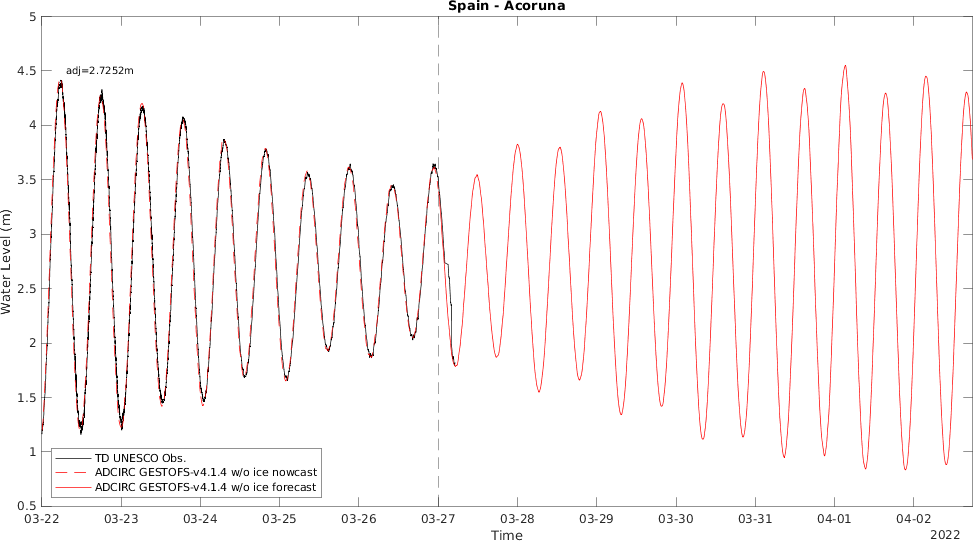 Spain - Acoruna
5
4.5
4
3.5
3
2.5
2
1.5
1
0.5
Water Level (m)
adj=2.7252m
TD UNESCO Obs.
ADCIRC GESTOFS-v4.1.4 w/o ice nowcast
ADCIRC GESTOFS-v4.1.4 w/o ice forecast
03-22 03-23 03-24 03-25 03-26 03-27 03-28 03-29 03-30 03-31 04-01 04-02
Time
2022